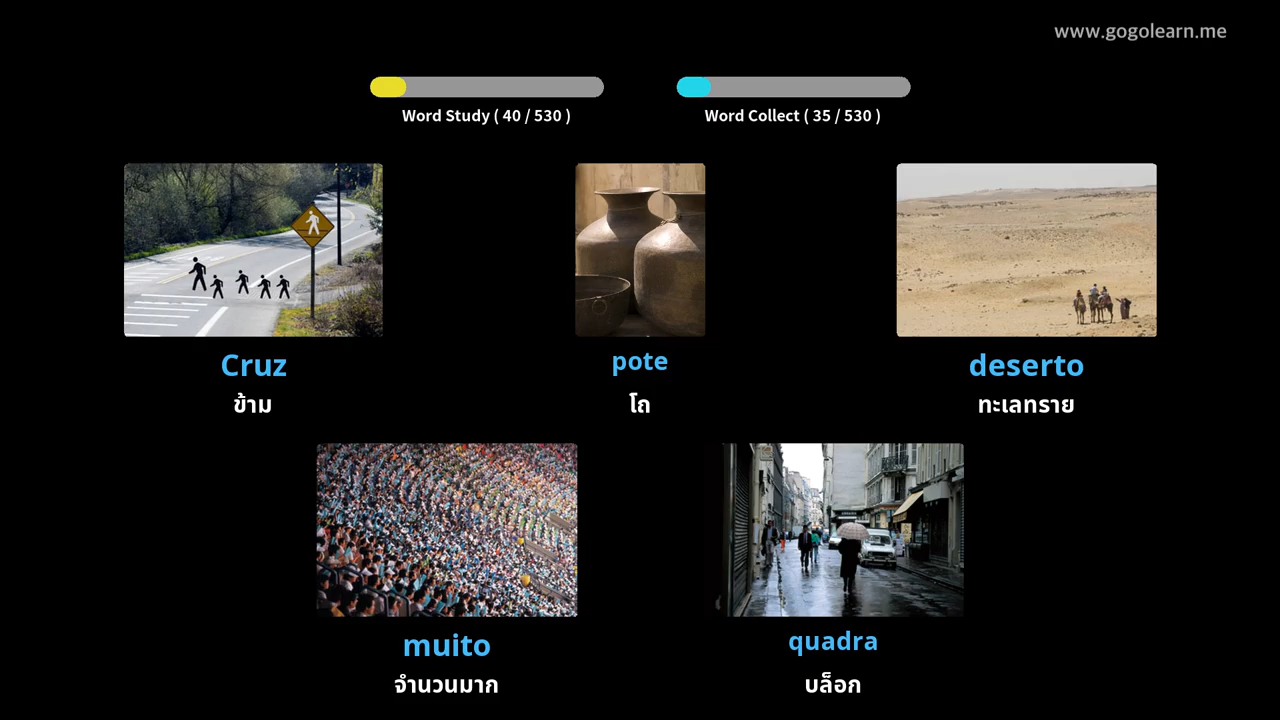 www.gogolearn.me
Word Study ( 40 / 530 )
Word Collect ( 35 / 530 )
Cruz
ข้าม
pote
โถ
deserto
ทะเลทราย
muito
จำนวนมาก
quadra
บล็อก